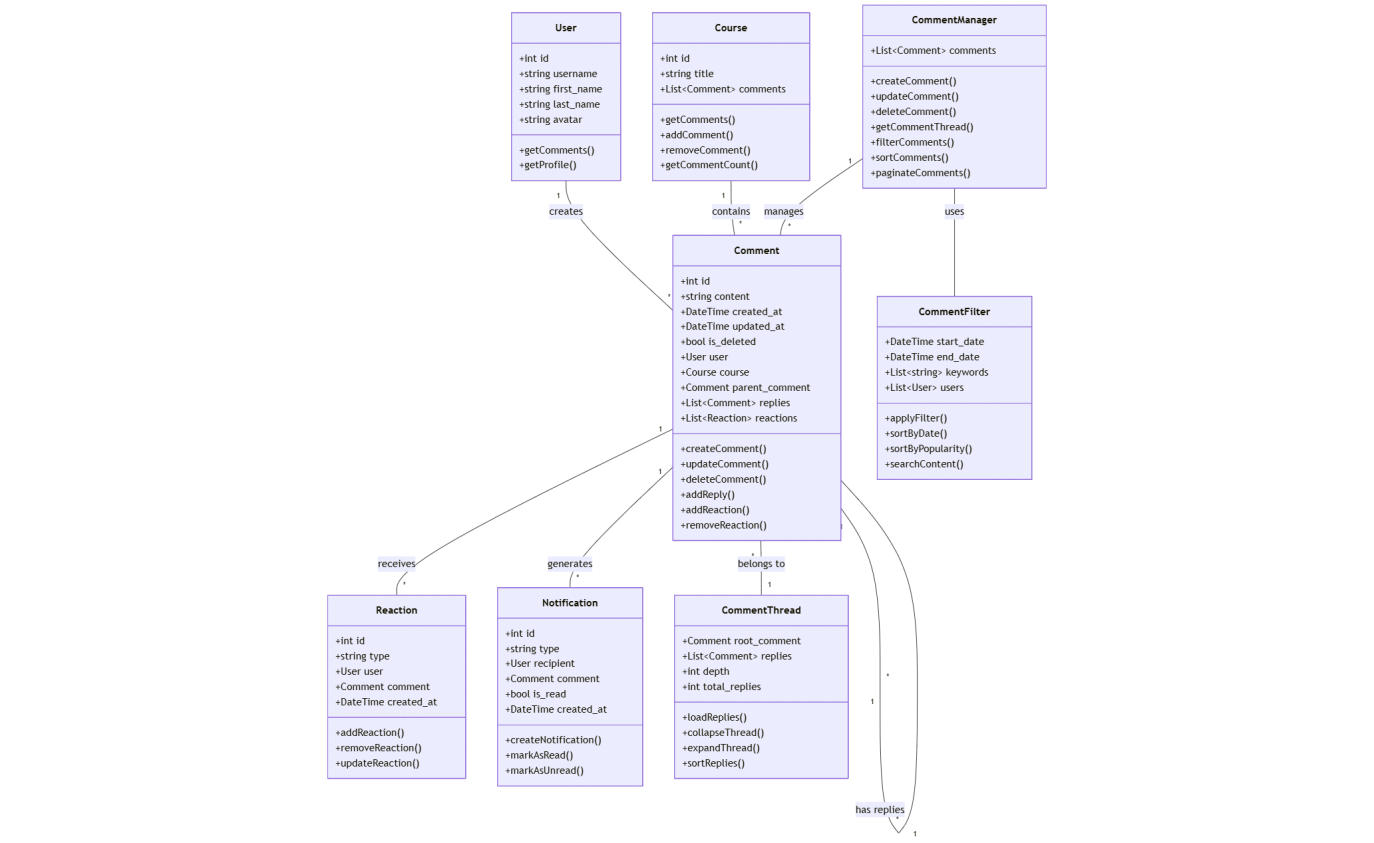 User
+int id
+string username
+string first_name
+string last_name
+string avatar
+getComments()
+getProfile()
Course
+int id
+string title
+List<Comment> comments
+getComments()
+addComment()
+removeComment()
+getCommentCount()
CommentManager
+List<Comment> comments
+createComment()
+updateComment()
+deleteComment()
+getCommentThread()
+filterComments()
+sortComments()
+paginateComments()
1
creates
*
1
contains
*
1
manages
*
uses
Comment
+int id
+string content
+DateTime created_at
+DateTime updated_at
+bool is_deleted
+User user
+Course course
+Comment parent_comment
+List<Comment> replies
+List<Reaction> reactions
+createComment()
+updateComment()
+deleteComment()
+addReply()
+addReaction()
+removeReaction()
CommentFilter
+DateTime start_date
+DateTime end_date
+List<string> keywords
+List<User> users
+applyFilter()
+sortByDate()
+sortByPopularity()
+searchContent()
1
receives
*
1
generates
*
*
belongs to
1
Reaction
+int id
+string type
+User user
+Comment comment
+DateTime created_at
+addReaction()
+removeReaction()
+updateReaction()
Notification
+int id
+string type
+User recipient
+Comment comment
+bool is_read
+DateTime created_at
+createNotification()
+markAsRead()
+markAsUnread()
CommentThread
+Comment root_comment
+List<Comment> replies
+int depth
+int total_replies
+loadReplies()
+collapseThread()
+expandThread()
+sortReplies()
*
1
has replies
*
1